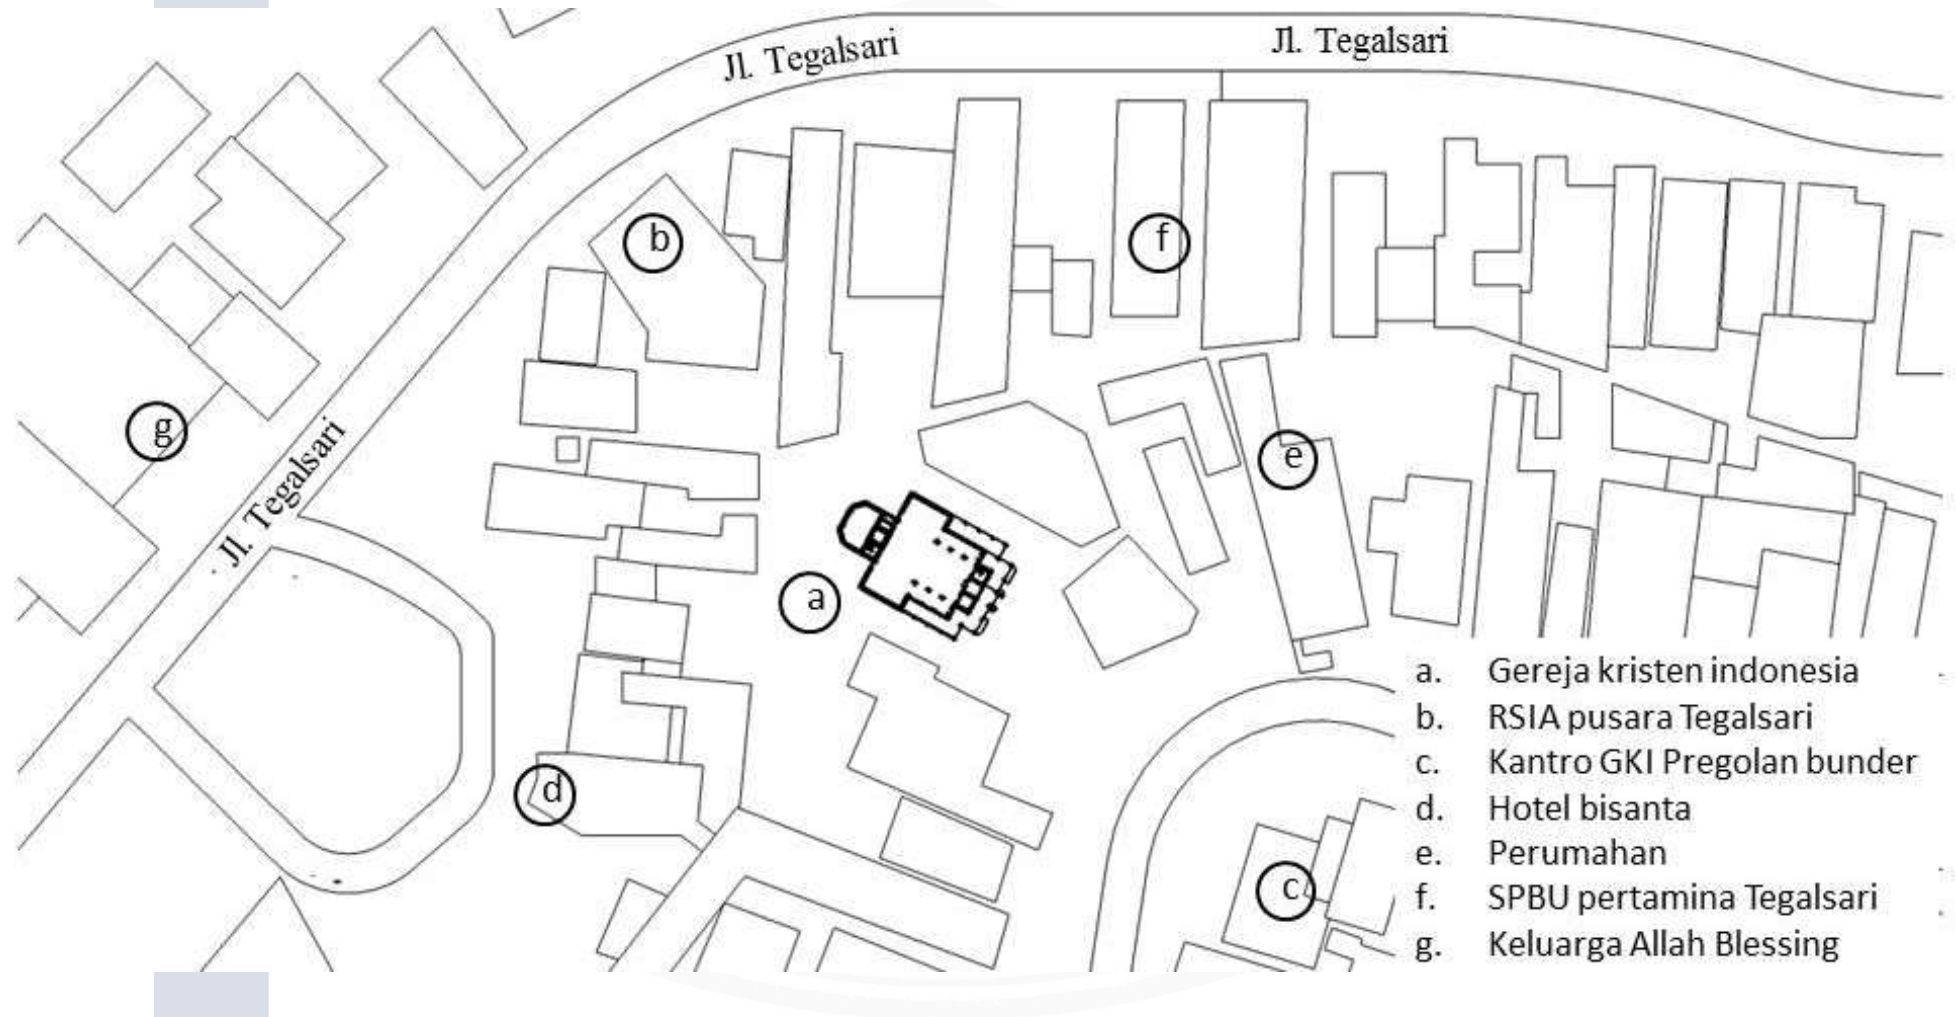 Jl. Tegalsari
Jl. Tegalsari
b
f
g
e
Jl. Tegalsari
a
d
c
a. Gereja kristen indonesia
b. RSIA pusara Tegalsari
c. Kantro GKI Pregolan bunder
d. Hotel bisanta
e. Perumahan
f. SPBU pertamina Tegalsari
g. Keluarga Allah Blessing